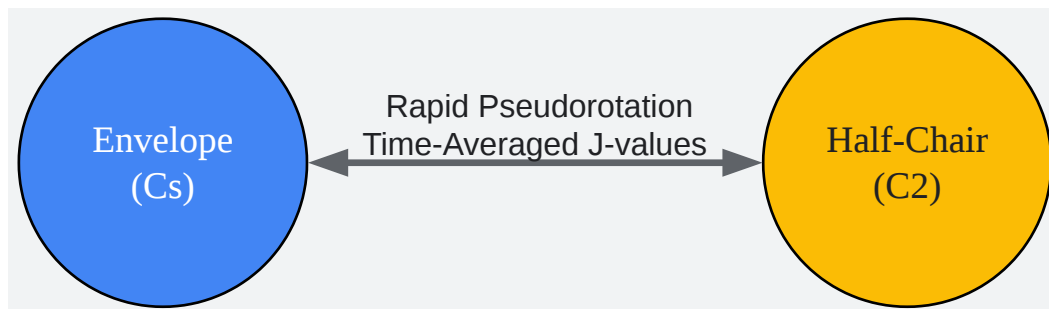 Envelope
(Cs)
Rapid Pseudorotation
Time-Averaged J-values
Half-Chair
(C2)